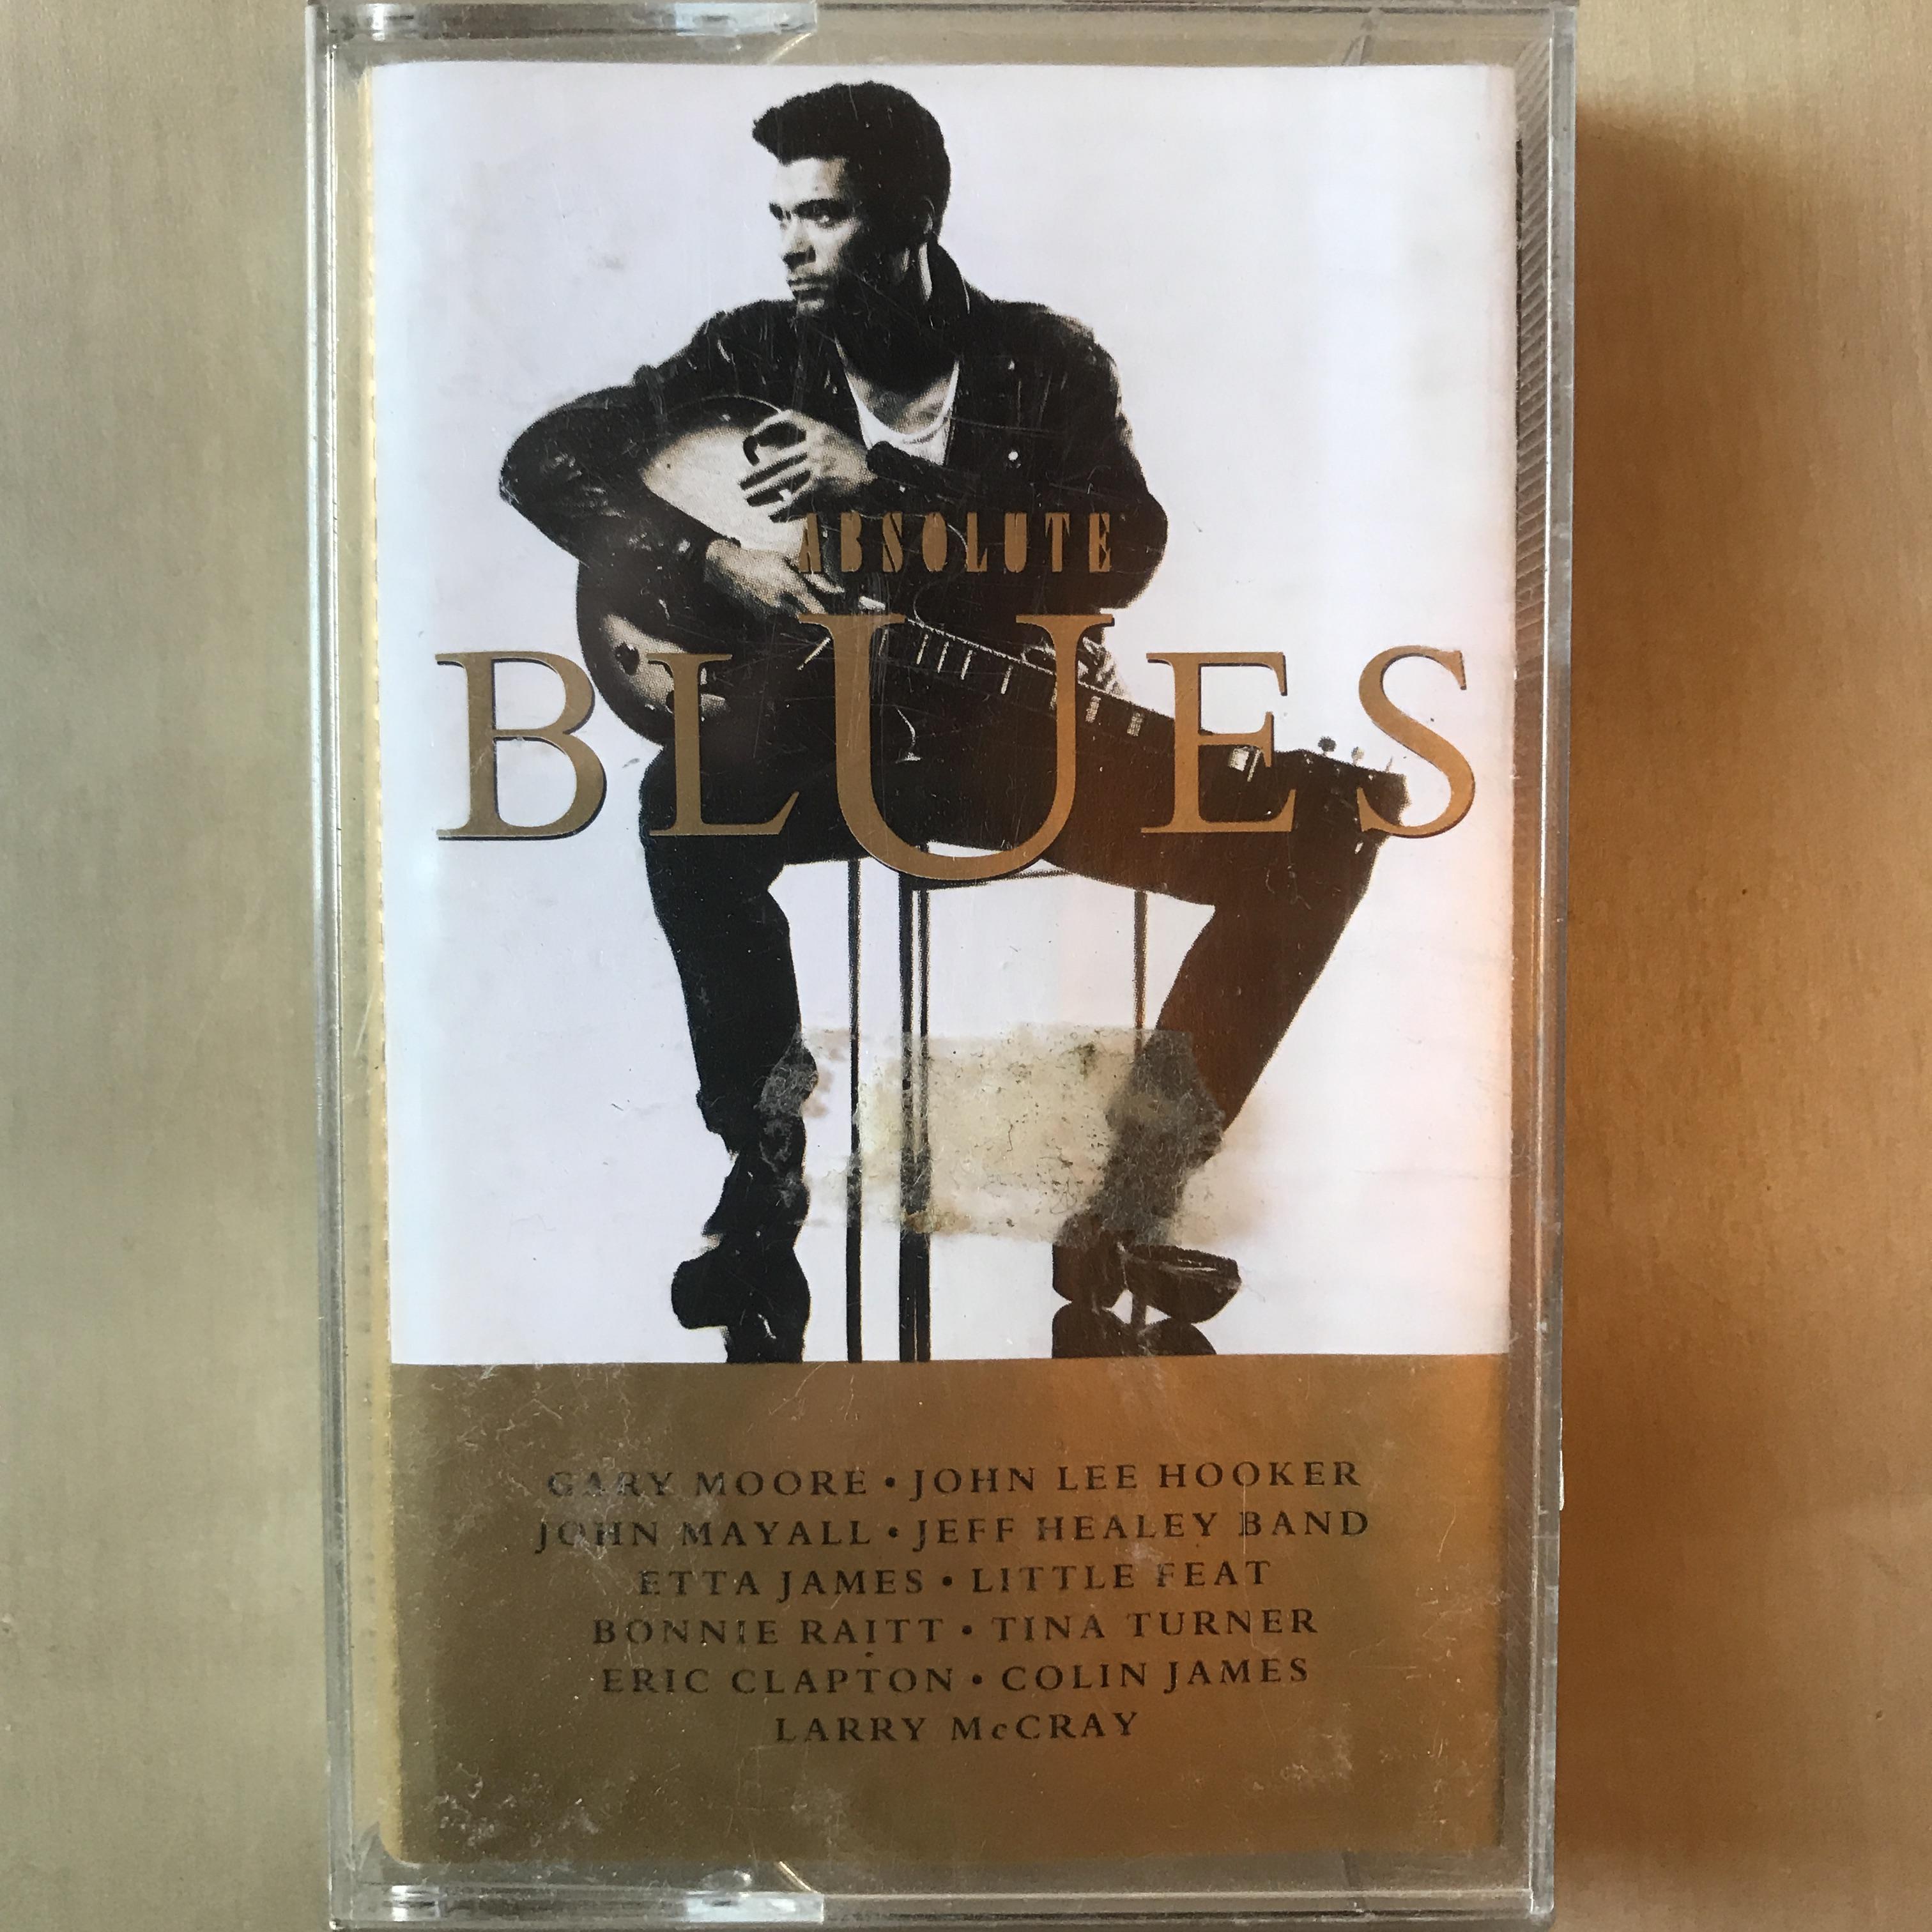 ABSOLUTE
BLUES
GARY MOORE • JOHN LEE HOOKER
JOHN MAYALL • JEFF HEALEY BAND
ETTA JAMES • LITTLE FEAT
BONNIE RAITT • TINA TURNER
ERIC CLAPTON • COLIN JAMES
LARRY McCRAY